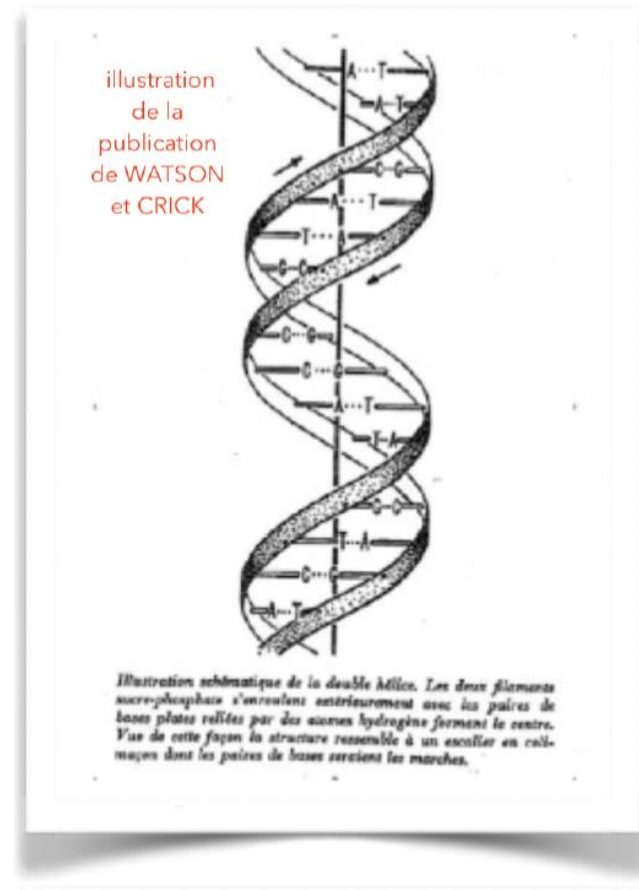 illustration
de la
publication
de WATSON
et CRICK
A···T
A-T
C-G
A···T
T···A
G-C
C···G
C···G
A···T
T-A
G-C
T···A
C···G
A···T
Illustration schématique de la double hélice. Les deux filaments
sucre-phosphate s'enroulent extérieurement avec les paires de
bases plates reliées par des atomes hydrogène forment le centre.
Vue de cette façon la structure ressemble à un escalier en coli-
maçon dont les paires de bases seraient les marches.